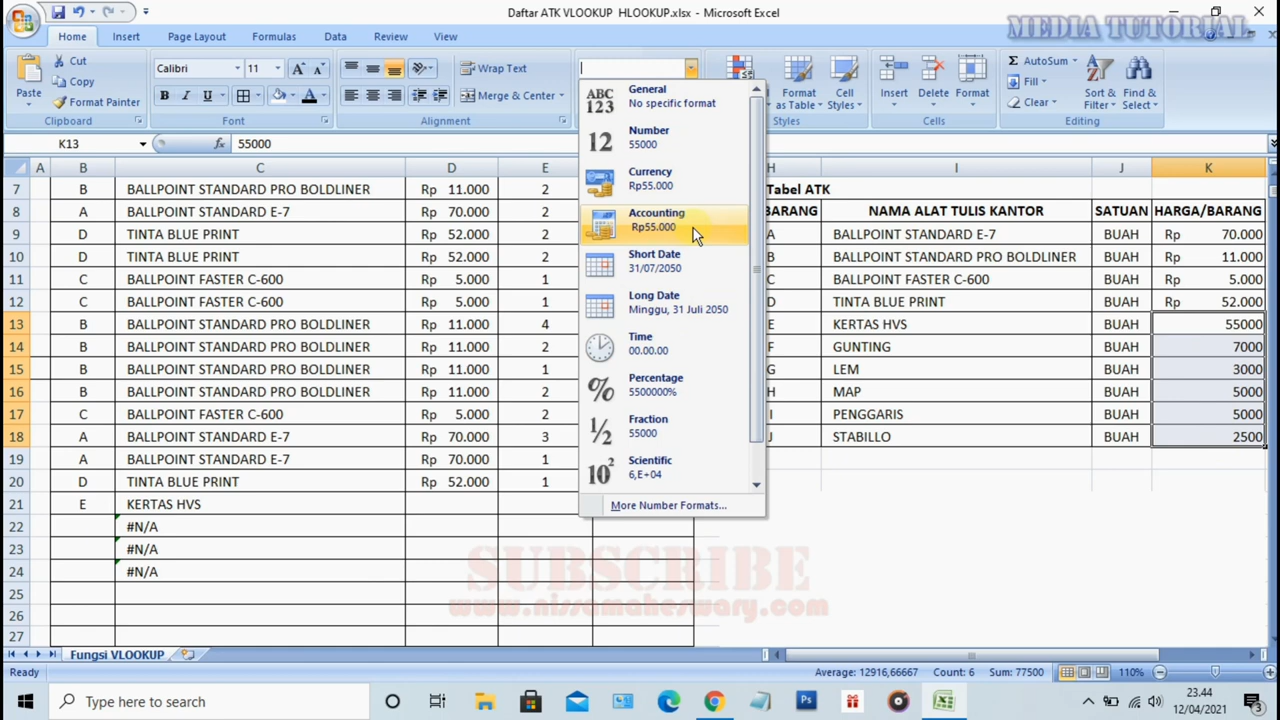 Daftar ATK VLOOKUP HLOOKUP.xlsx - Microsoft Excel
MEDIA TUTORIAL
Home Insert Page Layout Formulas Data Review View
Paste
Cut
Copy
Format Painter
Clipboard
Calibri 11
B I U
A
Font
Wrap Text
Merge & Center
Alignment
Format as Table
Cell Styles
Styles
Insert Delete Format
Cells
Σ AutoSum
Fill
Clear
Sort & Filter
Find & Select
Editing
General
No specific format
Number
55000
Currency
Rp55.000
Accounting
Rp55.000
Short Date
31/07/2050
Long Date
Minggu, 31 Juli 2050
Time
00.00.00
Percentage
5500000%
Fraction
55000
Scientific
6,E+04
More Number Formats...
K13 fx 55000
A B C D E H I J K
7 B BALLPOINT STANDARD PRO BOLDLINER Rp 11.000 2 Tabel ATK
8 A BALLPOINT STANDARD E-7 Rp 70.000 2 BARANG NAMA ALAT TULIS KANTOR SATUAN HARGA/BARANG
9 D TINTA BLUE PRINT Rp 52.000 2 A BALLPOINT STANDARD E-7 BUAH Rp 70.000
10 D TINTA BLUE PRINT Rp 52.000 2 B BALLPOINT STANDARD PRO BOLDLINER BUAH Rp 11.000
11 C BALLPOINT FASTER C-600 Rp 5.000 1 C BALLPOINT FASTER C-600 BUAH Rp 5.000
12 C BALLPOINT FASTER C-600 Rp 5.000 1 D TINTA BLUE PRINT BUAH Rp 52.000
13 B BALLPOINT STANDARD PRO BOLDLINER Rp 11.000 4 E KERTAS HVS BUAH 55000
14 B BALLPOINT STANDARD PRO BOLDLINER Rp 11.000 2 F GUNTING BUAH 7000
15 B BALLPOINT STANDARD PRO BOLDLINER Rp 11.000 1 G LEM BUAH 3000
16 B BALLPOINT STANDARD PRO BOLDLINER Rp 11.000 2 H MAP BUAH 5000
17 C BALLPOINT FASTER C-600 Rp 5.000 2 I PENGGARIS BUAH 5000
18 A BALLPOINT STANDARD E-7 Rp 70.000 3 J STABILLO BUAH 2500
19 A BALLPOINT STANDARD E-7 Rp 70.000 1
20 D TINTA BLUE PRINT Rp 52.000 1
21 E KERTAS HVS
22 #N/A
23 #N/A
24 #N/A
25
26
27
SUBSCRIBE
www.nissamaheswary.com
Fungsi VLOOKUP
Ready Average: 12916,66667 Count: 6 Sum: 77500 110%
Type here to search
23.44
12/04/2021